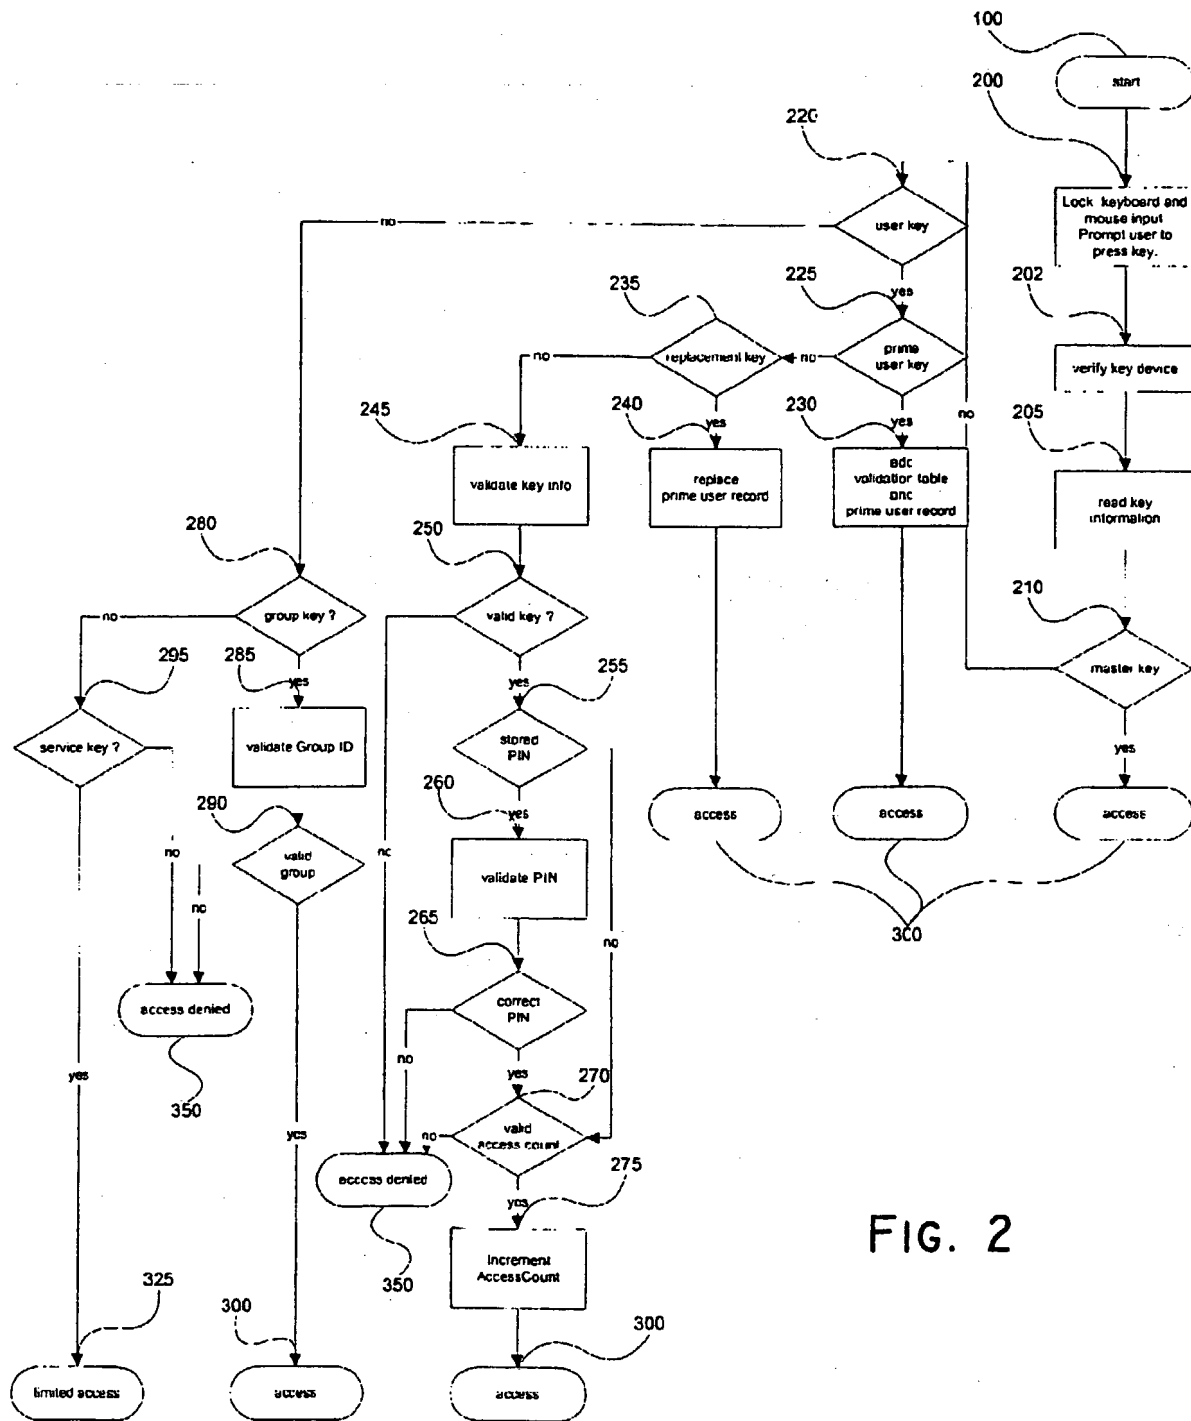 100
start
200
220
Lock keyboard and
mouse input
Prompt user to
press key.
no
user key
235
225
yes
202
replacement key
no
prime
user key
no
verify key device
no
245
240
yes
230
yes
205
validate key info
replace
prime user record
add
validation table
and
prime user record
read key
information
280
250
210
group key ?
no
valid key ?
master key
295
285
yes
yes
255
service key ?
validate Group ID
stored
PIN
yes
290
260
yes
access
access
access
no
valid
group
no
validate PIN
no
265
no
300
access denied
correct
PIN
no
yes
350
yes
270
yes
no
valid
access count
access denied
275
yes
350
Increment
AccessCount
FIG. 2
325
300
300
limited access
access
access